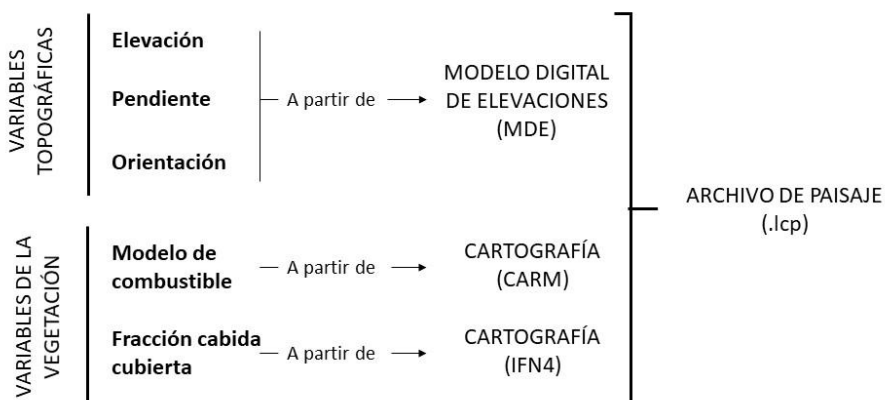 VARIABLES
TOPOGRÁFICAS
Elevación
Pendiente
Orientación
A partir de
MODELO DIGITAL
DE ELEVACIONES
(MDE)
VARIABLES DE LA
VEGETACIÓN
Modelo de
combustible
A partir de
CARTOGRAFÍA
(CARM)
Fracción cabida
cubierta
A partir de
CARTOGRAFÍA
(IFN4)
ARCHIVO DE PAISAJE
(.lcp)